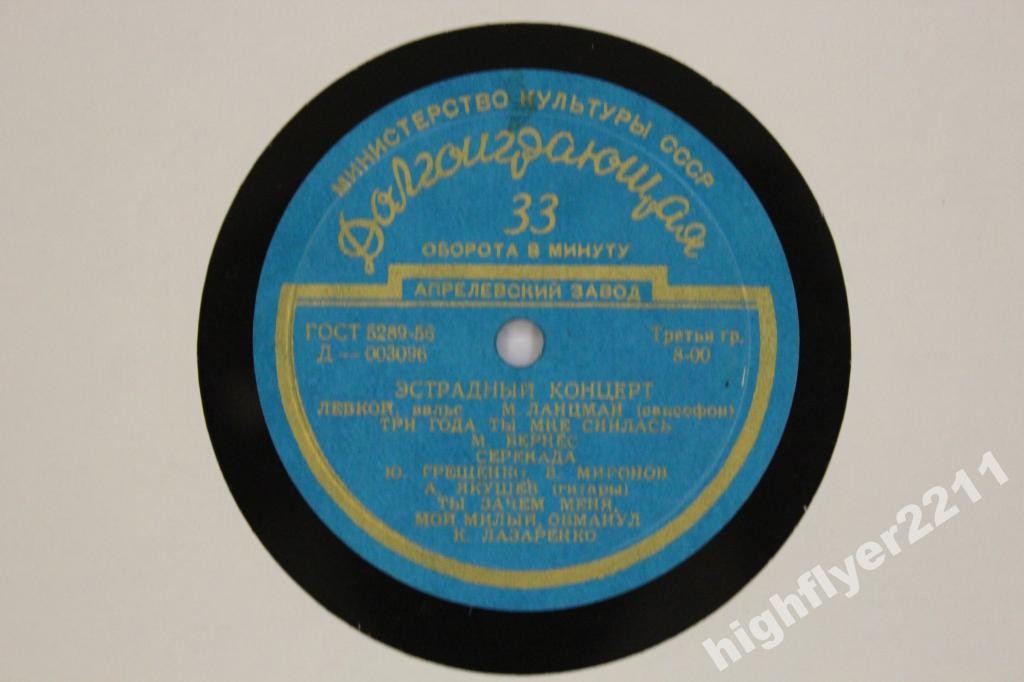 МИНИСТЕРСТВО КУЛЬТУРЫ СССР
Долгоиграющая
33
ОБОРОТА В МИНУТУ
АПРЕЛЕВСКИЙ ЗАВОД
ГОСТ 5289-56 Третья гр.
Д — 003096 8-00
ЭСТРАДНЫЙ КОНЦЕРТ
ЛЕВКОЙ, вальс М. ЛАНЦМАН (саксофон)
ТРИ ГОДА ТЫ МНЕ СНИЛАСЬ
М. БЕРНЕС
СЕРЕНАДА
Ю. ГРЕЩЕНКО, В. МИРОНОВ
А. ЯКУШЕВ (гитары)
ТЫ ЗАЧЕМ МЕНЯ,
МОЙ МИЛЫЙ, ОБМАНУЛ
К. ЛАЗАРЕНКО
highflyer2211